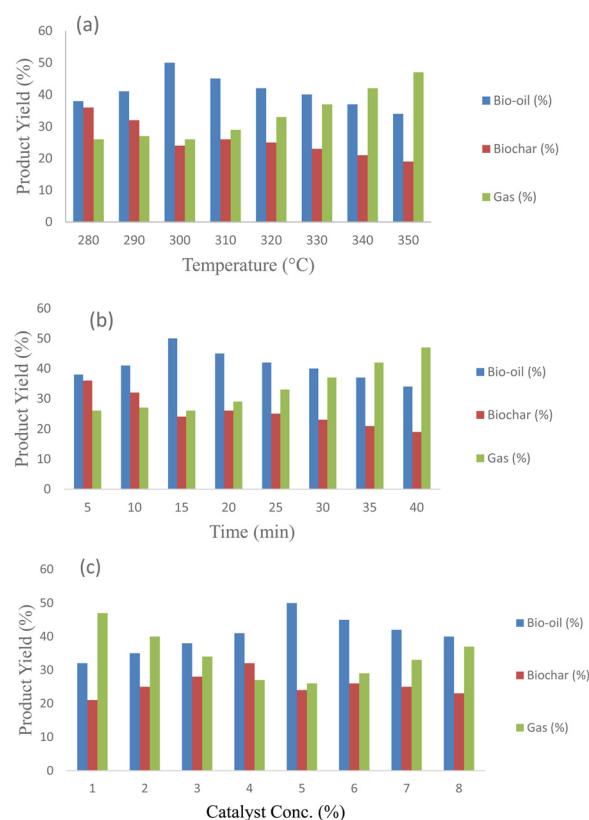 (a)
Product Yield (%)
60
50
40
30
20
10
0
280 290 300 310 320 330 340 350
Temperature (°C)
Bio-oil (%)
Biochar (%)
Gas (%)
(b)
Product Yield (%)
60
50
40
30
20
10
0
5 10 15 20 25 30 35 40
Time (min)
Bio-oil (%)
Biochar (%)
Gas (%)
(c)
Product Yield (%)
60
50
40
30
20
10
0
1 2 3 4 5 6 7 8
Catalyst Conc. (%)
Bio-oil (%)
Biochar (%)
Gas (%)